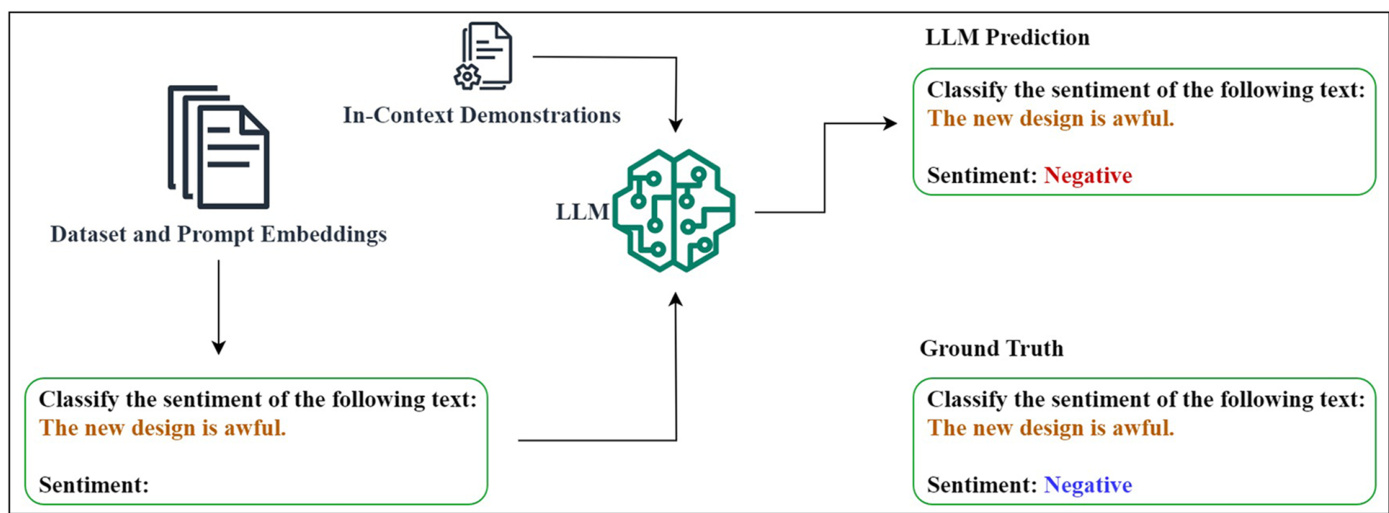 In-Context Demonstrations
Dataset and Prompt Embeddings
LLM
Classify the sentiment of the following text:
The new design is awful.
Sentiment:
LLM Prediction
Classify the sentiment of the following text:
The new design is awful.
Sentiment: Negative
Ground Truth
Classify the sentiment of the following text:
The new design is awful.
Sentiment: Negative